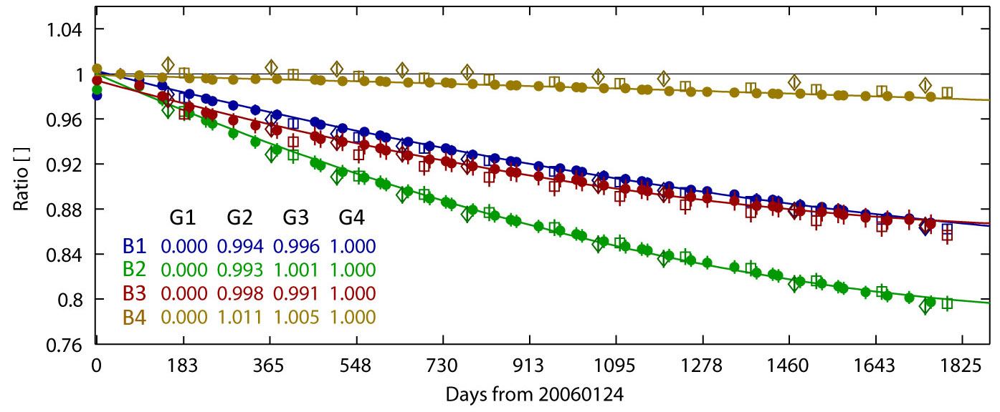 1.04
1
0.96
0.92
0.88
0.84
0.8
0.76
Ratio [ ]
G1 G2 G3 G4
B1 0.000 0.994 0.996 1.000
B2 0.000 0.993 1.001 1.000
B3 0.000 0.998 0.991 1.000
B4 0.000 1.011 1.005 1.000
0 183 365 548 730 913 1095 1278 1460 1643 1825
Days from 20060124